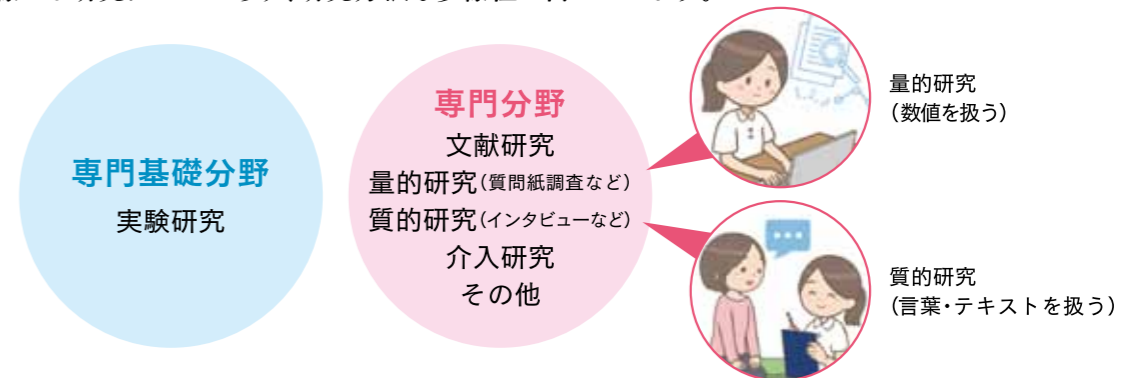 専門基礎分野
実験研究
専門分野
文献研究
量的研究(質問紙調査など)
質的研究(インタビューなど)
介入研究
その他
量的研究
(数値を扱う)
質的研究
(言葉・テキストを扱う)